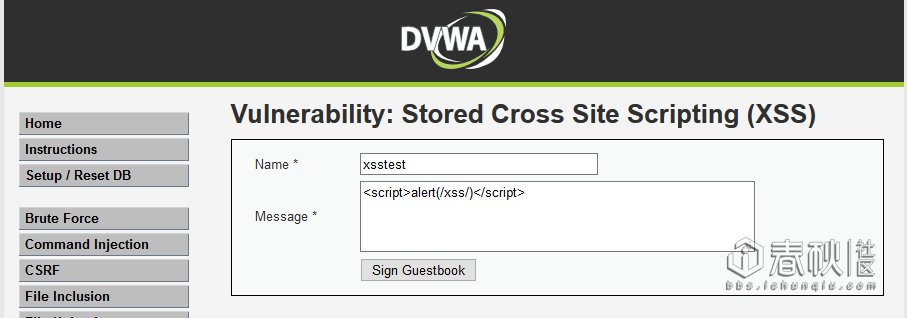 DVWA
Vulnerability: Stored Cross Site Scripting (XSS)
Home
Instructions
Setup / Reset DB
Brute Force
Command Injection
CSRF
File Inclusion
Name *
xsstest
Message *
<script>alert(/xss/)</script>
Sign Guestbook
春秋 社区
bbs.ichunqiu.com